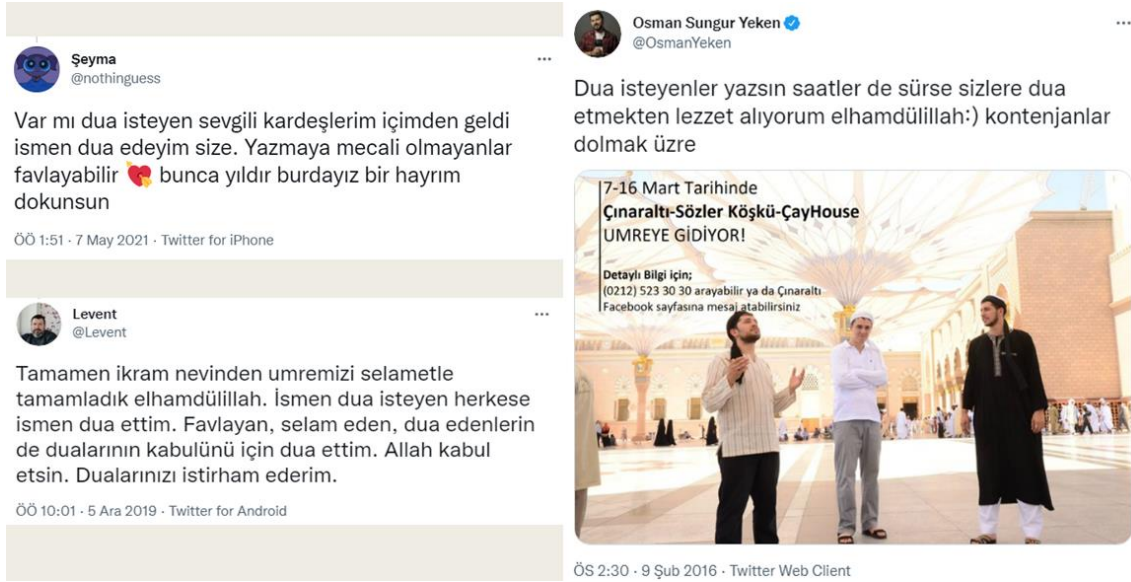 Şeyma
@nothinguess
Var mı dua isteyen sevgili kardeşlerim içimden geldi
ismen dua edeyim size. Yazmaya mecali olmayanlar
favlayabilir 💘 bunca yıldır burdayız bir hayrım
dokunsun
ÖÖ 1:51 · 7 May 2021 · Twitter for iPhone
Levent
@Levent
Tamamen ikram nevinden umremizi selametle
tamamladık elhamdülillah. İsmen dua isteyen herkese
ismen dua ettim. Favlayan, selam eden, dua edenlerin
de dualarının kabulünü için dua ettim. Allah kabul
etsin. Dualarınızı istirham ederim.
ÖÖ 10:01 · 5 Ara 2019 · Twitter for Android
Osman Sungur Yeken
@OsmanYeken
Dua isteyenler yazsın saatler de sürse sizlere dua
etmekten lezzet alıyorum elhamdülillah:) kontenjanlar
dolmak üzre
7-16 Mart Tarihinde
Çınaraltı-Sözler Köşkü-ÇayHouse
UMREYE GİDİYOR!
Detaylı Bilgi için;
(0212) 523 30 30 arayabilir ya da Çınaraltı
Facebook sayfasına mesaj atabilirsiniz
ÖS 2:30 · 9 Şub 2016 · Twitter Web Client